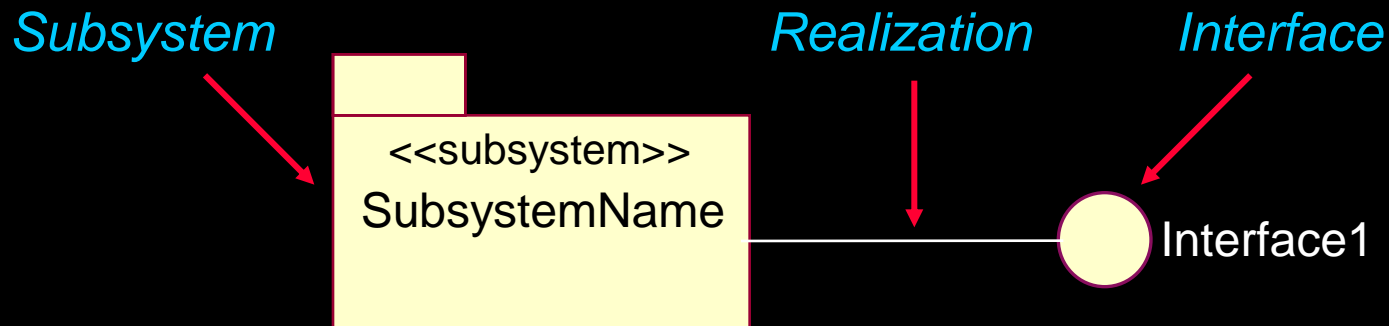 Subsystem Realization Interface
<<subsystem>>
SubsystemName
Interface1